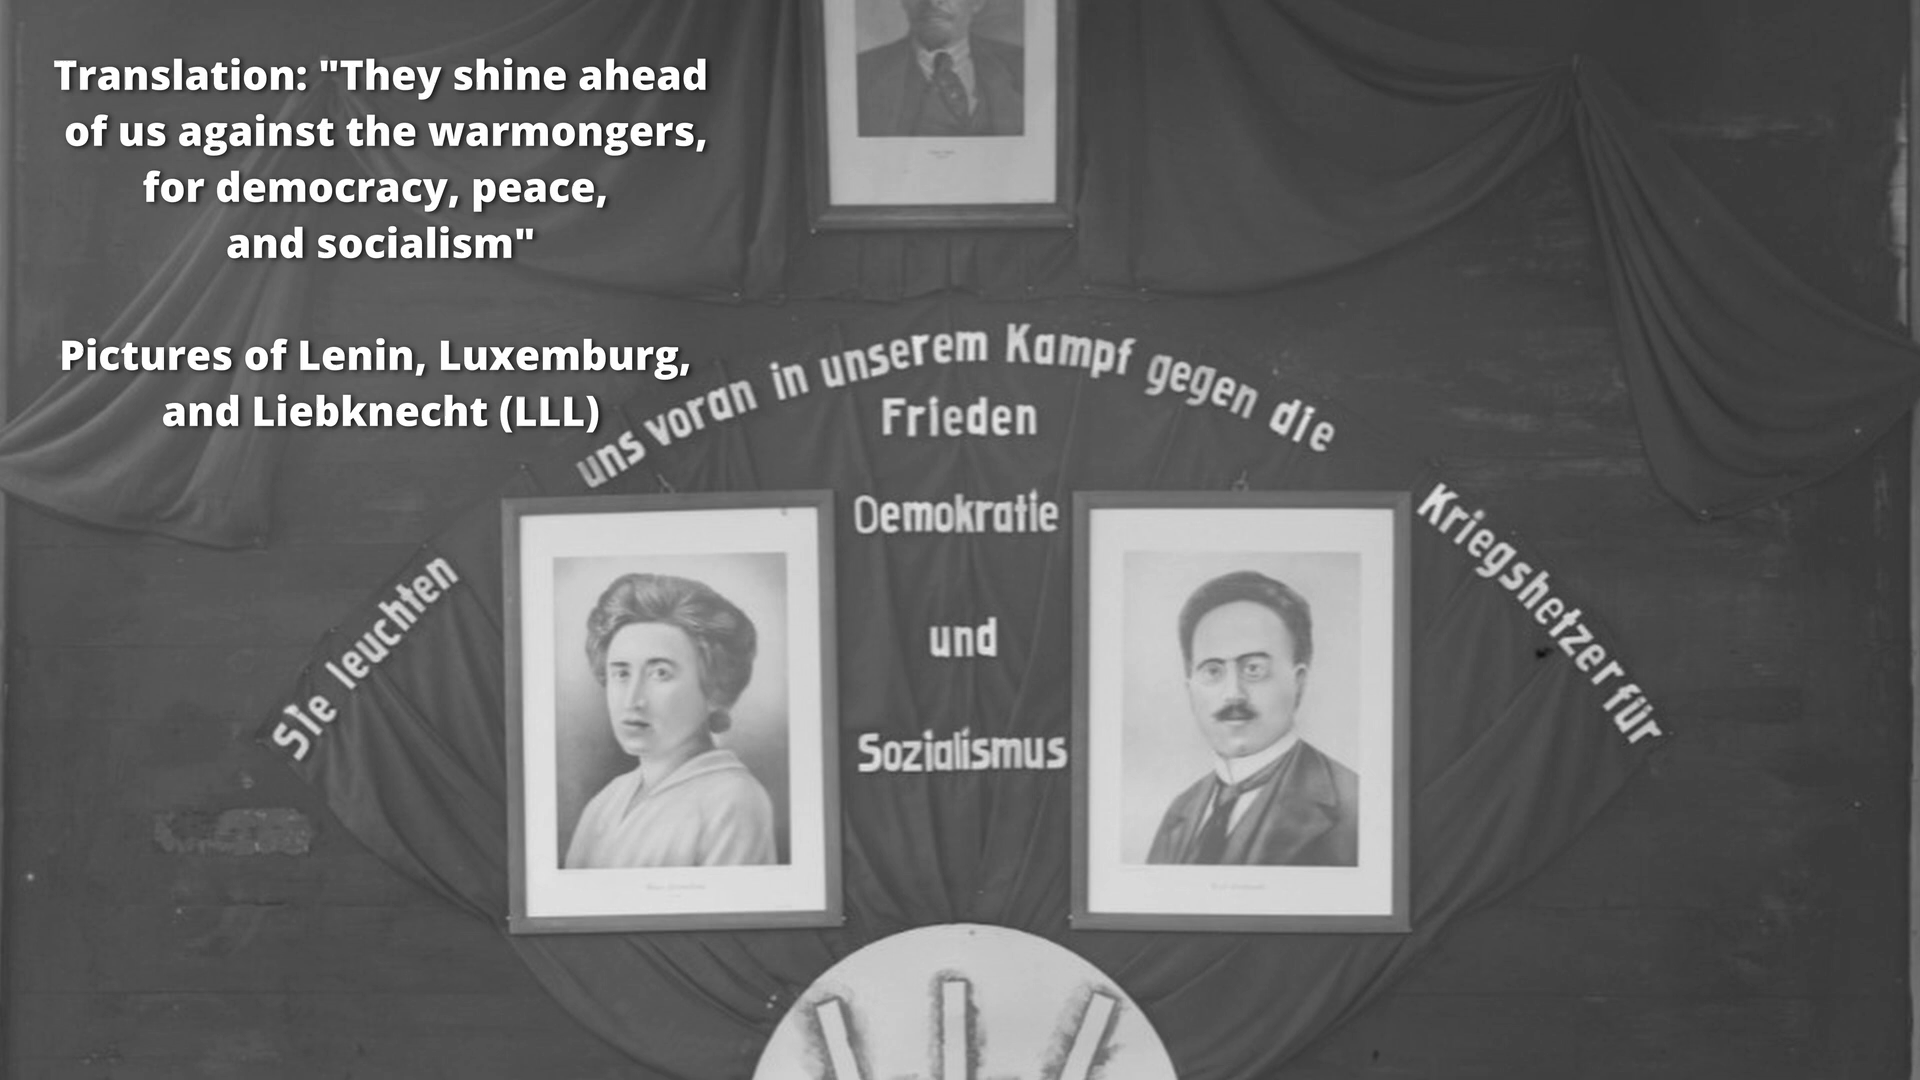 Translation: "They shine ahead
of us against the warmongers,
for democracy, peace,
and socialism"
Pictures of Lenin, Luxemburg,
and Liebknecht (LLL)
Sie leuchten uns voran in unserem Kampf gegen die Kriegshetzer für
Frieden
Demokratie
und
Sozialismus